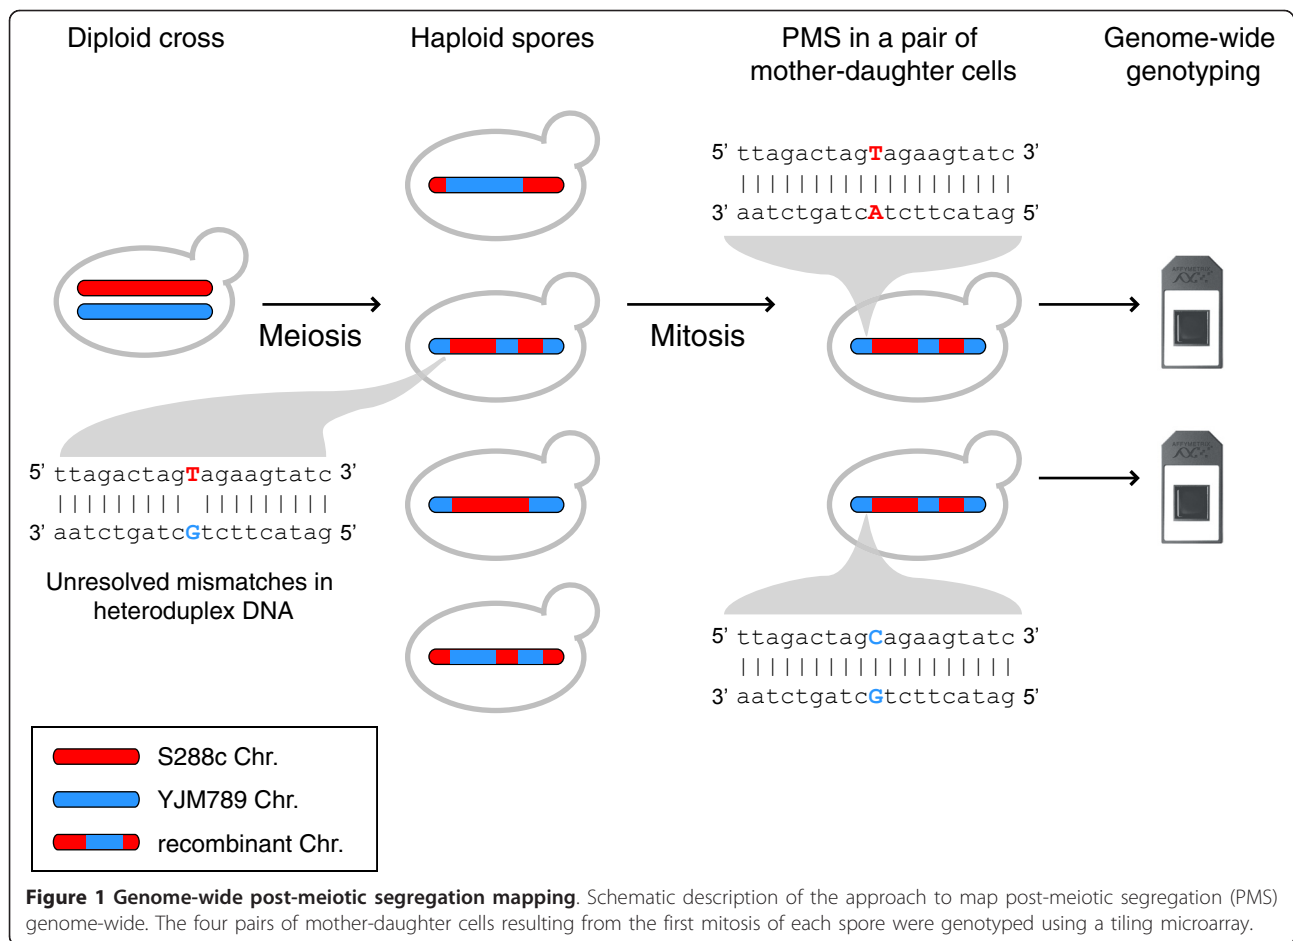 Diploid cross
Haploid spores
PMS in a pair of
mother-daughter cells
Genome-wide
genotyping
Meiosis
Mitosis
5' ttagactagTagaagtatc 3'
3' aatctgatcGtcttcatag 5'
Unresolved mismatches in
heteroduplex DNA
5' ttagactagTagaagtatc 3'
3' aatctgatcAtcttcatag 5'
5' ttagactagCagaagtatc 3'
3' aatctgatcGtcttcatag 5'
AFFYMETRIX
AFFYMETRIX
S288c Chr.
YJM789 Chr.
recombinant Chr.
Figure 1 Genome-wide post-meiotic segregation mapping. Schematic description of the approach to map post-meiotic segregation (PMS)
genome-wide. The four pairs of mother-daughter cells resulting from the first mitosis of each spore were genotyped using a tiling microarray.